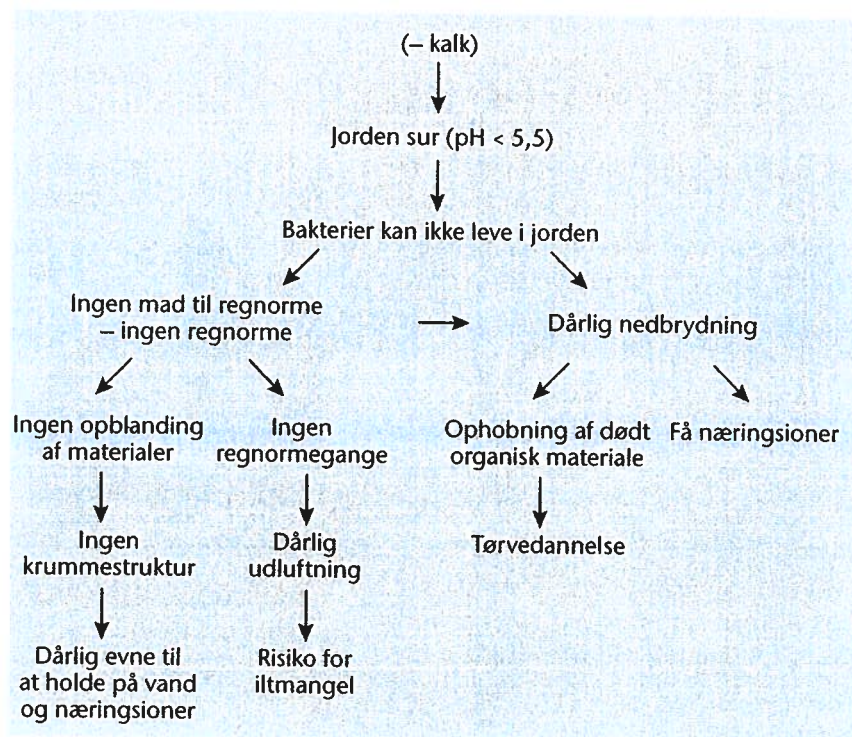 (– kalk)
Jorden sur (pH < 5,5)
Bakterier kan ikke leve i jorden
Ingen mad til regnorme
– ingen regnorme
Dårlig nedbrydning
Ingen opblanding
af materialer
Ingen
regnormegange
Ophobning af dødt
organisk materiale
Få næringsioner
Ingen
krummestruktur
Dårlig
udluftning
Tørvedannelse
Dårlig evne til
at holde på vand
og næringsioner
Risiko for
iltmangel